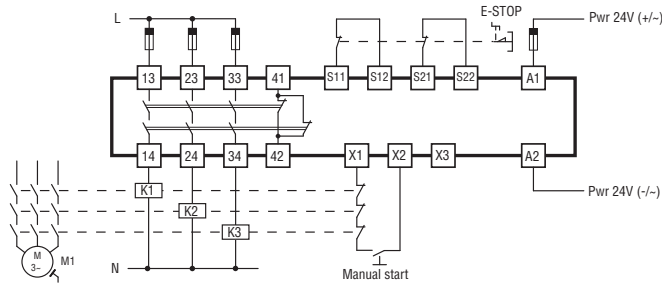 L
E-STOP
Pwr 24V (+/~)
13 23 33 41 S11 S12 S21 S22 A1
14 24 34 42 X1 X2 X3 A2
K1
Pwr 24V (-/~)
K2
K3
M
3~
M1
N
Manual start